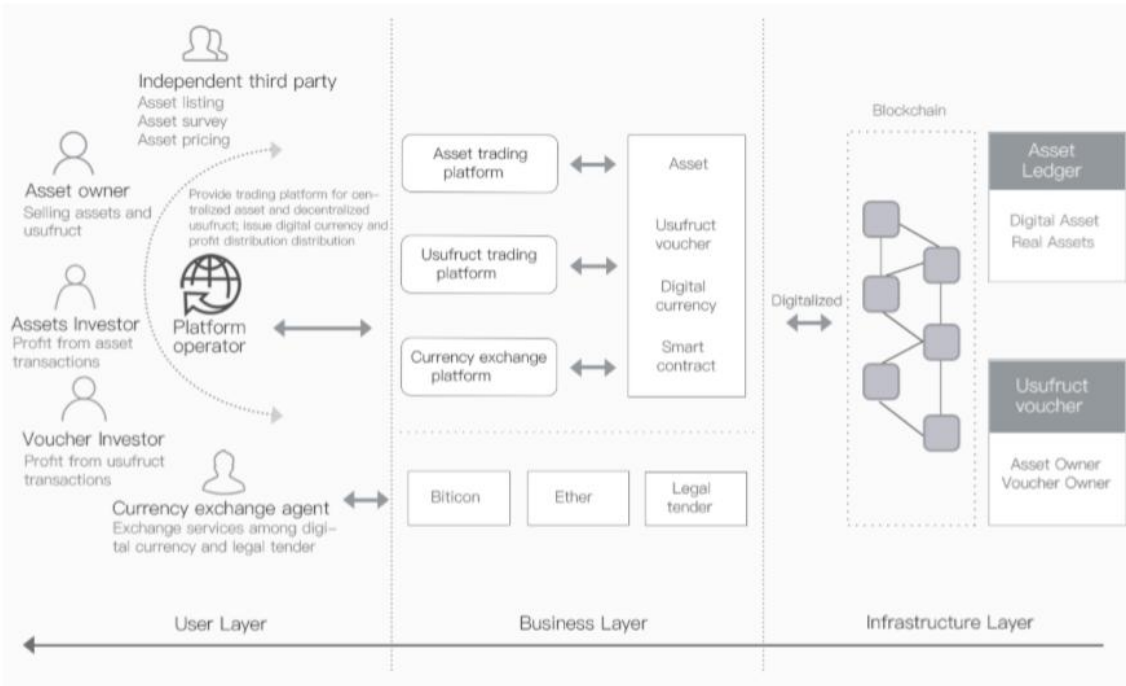 Independent third party
Asset listing
Asset survey
Asset pricing
Asset owner
Selling assets and
usufruct
Provide trading platform for cen-
tralized asset and decentralized
usufruct; issue digital currency and
profit distribution distribution
Assets Investor
Profit from asset
transactions
Platform
operator
Voucher Investor
Profit from usufruct
transactions
Currency exchange agent
Exchange services among digi-
tal currency and legal tender
Asset trading
platform
Usufruct trading
platform
Currency exchange
platform
Asset
Usufruct
voucher
Digital
currency
Smart
contract
Biticon
Ether
Legal
tender
Digitalized
Blockchain
Asset
Ledger
Digital Asset
Real Assets
Usufruct
voucher
Asset Owner
Voucher Owner
User Layer
Business Layer
Infrastructure Layer